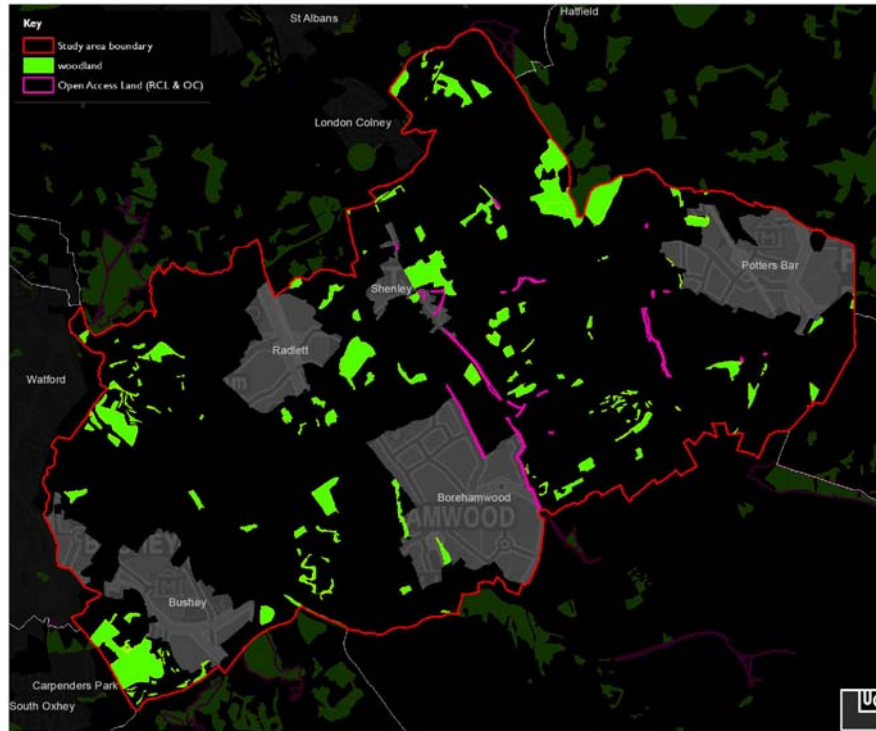 St Albans
Hatfield
Key
Study area boundary
woodland
Open Access Land (RCL & OC)
London Colney
Potters Bar
Shenley
Radlett
Watford
Borehamwood
AMWOOD
Bushey
Carpenders Park
South Oxhey